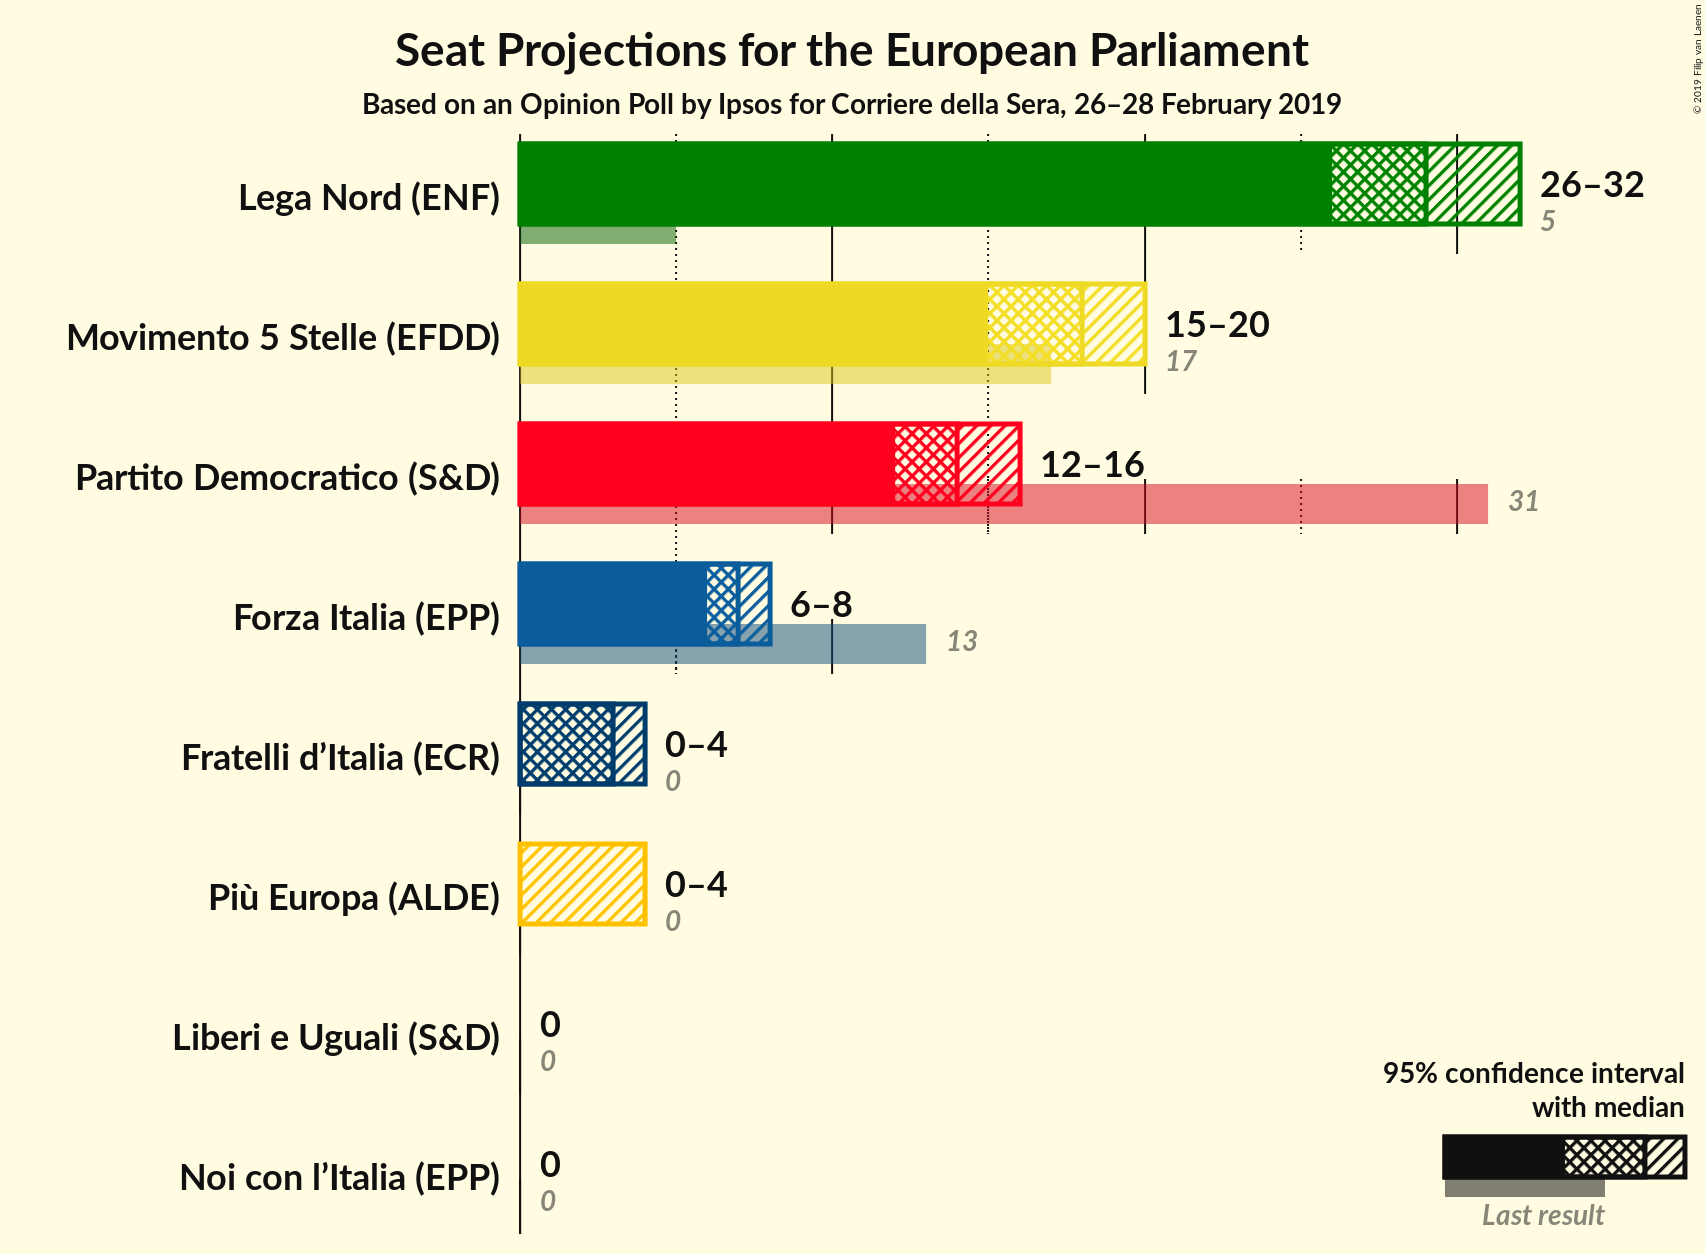 Seat Projections for the European Parliament
Based on an Opinion Poll by Ipsos for Corriere della Sera, 26–28 February 2019
© 2019 Filip van Laenen
Lega Nord (ENF)
26–32
5
Movimento 5 Stelle (EFDD)
15–20
17
Partito Democratico (S&D)
12–16
31
Forza Italia (EPP)
6–8
13
Fratelli d’Italia (ECR)
0–4
0
Più Europa (ALDE)
0–4
0
Liberi e Uguali (S&D)
0
0
Noi con l’Italia (EPP)
0
0
95% confidence interval
with median
Last result